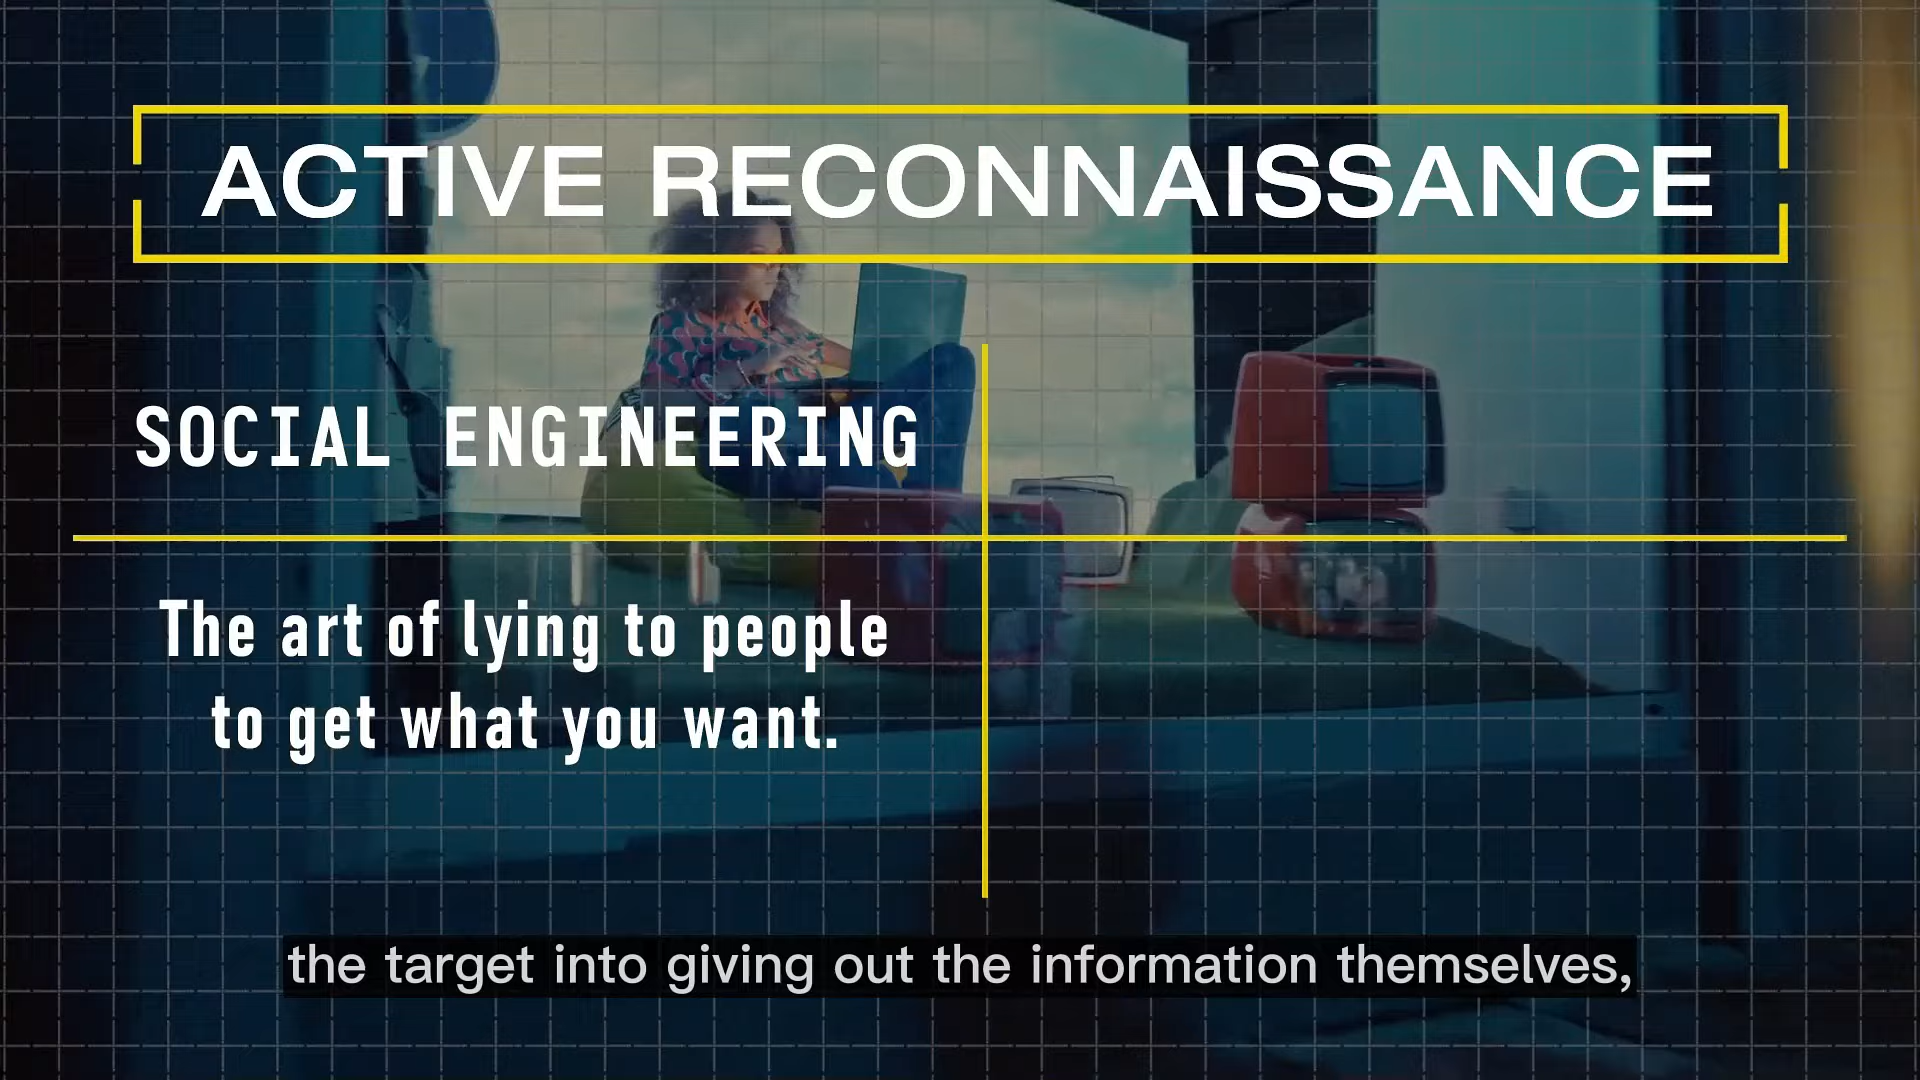 ACTIVE RECONNAISSANCE
SOCIAL ENGINEERING
The art of lying to people
to get what you want.
the target into giving out the information themselves,